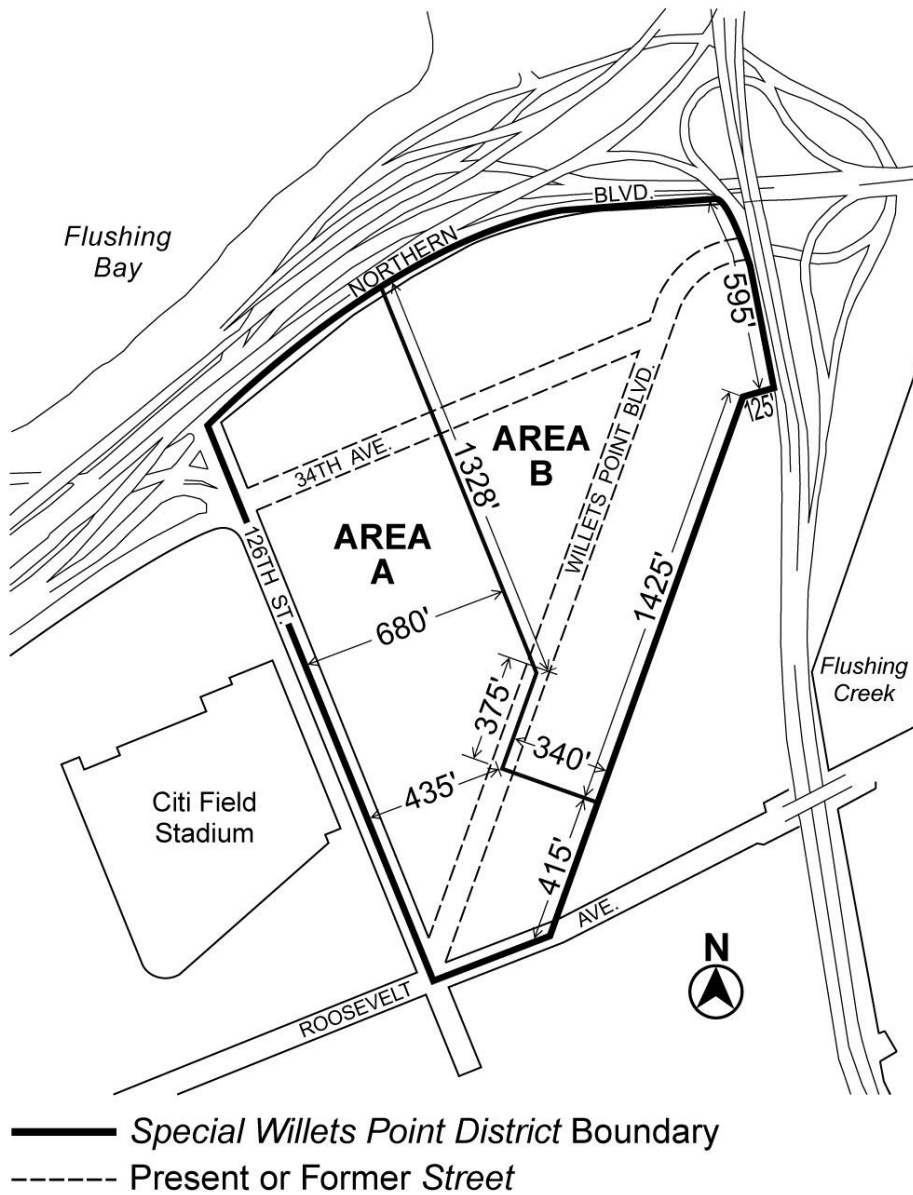 BLVD.
NORTHERN
Flushing
Bay
595'
125'
WILLETS POINT BLVD.
34TH AVE.
1328'
AREA
B
AREA
A
126TH ST.
1425'
680'
Flushing
Creek
375'
340'
435'
Citi Field
Stadium
415'
AVE.
ROOSEVELT
N
Special Willets Point District Boundary
Present or Former Street